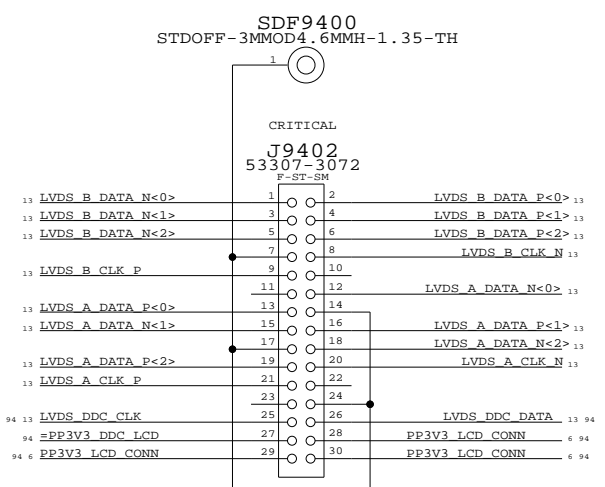 SDF9400
STDOFF-3MMOD4.6MMH-1.35-TH
1
CRITICAL
J9402
53307-3072
F-ST-SM
13 LVDS_B_DATA_N<0> 1 2 LVDS_B_DATA_P<0> 13
13 LVDS_B_DATA_N<1> 3 4 LVDS_B_DATA_P<1> 13
13 LVDS_B_DATA_N<2> 5 6 LVDS_B_DATA_P<2> 13
7 8 LVDS_B_CLK_N 13
13 LVDS_B_CLK_P 9 10
11 12 LVDS_A_DATA_N<0> 13
13 LVDS_A_DATA_P<0> 13 14
13 LVDS_A_DATA_N<1> 15 16 LVDS_A_DATA_P<1> 13
17 18 LVDS_A_DATA_N<2> 13
13 LVDS_A_DATA_P<2> 19 20 LVDS_A_CLK_N 13
13 LVDS_A_CLK_P 21 22
23 24
94 13 LVDS_DDC_CLK 25 26 LVDS_DDC_DATA 13 94
94 =PP3V3_DDC_LCD 27 28 PP3V3_LCD_CONN 6 94
94 6 PP3V3_LCD_CONN 29 30 PP3V3_LCD_CONN 6 94